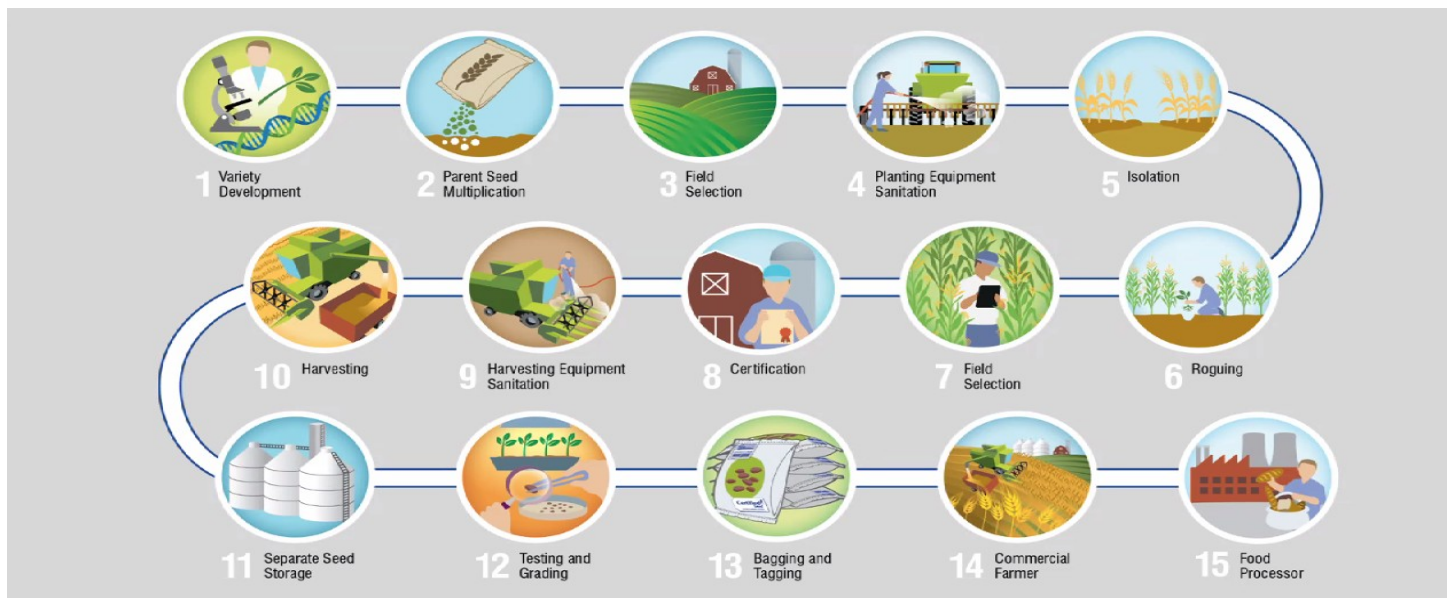 1 Variety
Development
2 Parent Seed
Multiplication
3 Field
Selection
4 Planting Equipment
Sanitation
5 Isolation
6 Roguing
7 Field
Selection
8 Certification
9 Harvesting Equipment
Sanitation
10 Harvesting
11 Separate Seed
Storage
12 Testing and
Grading
13 Bagging and
Tagging
14 Commercial
Farmer
15 Food
Processor